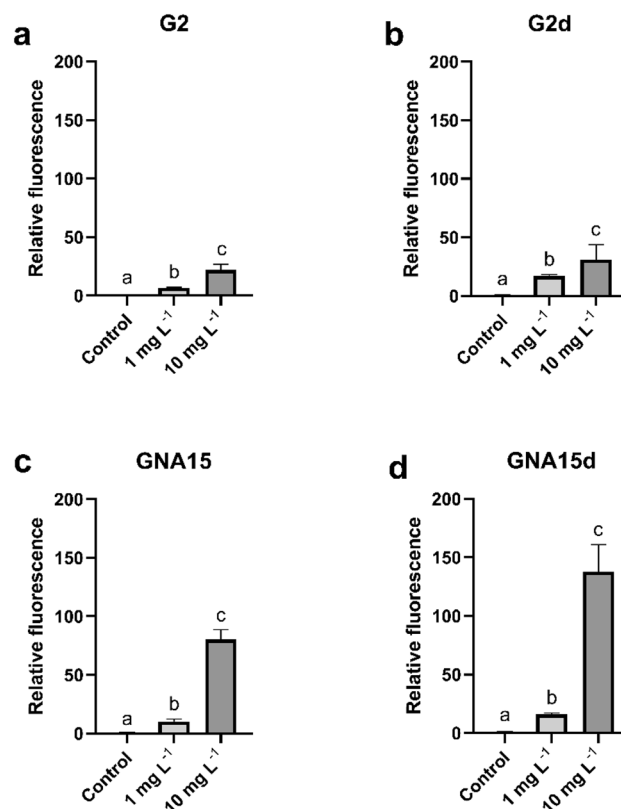 a
G2
Relative fluorescence
200
150
100
50
0
a
b
c
Control
1 mg L⁻¹
10 mg L⁻¹
b
G2d
Relative fluorescence
200
150
100
50
0
a
b
c
Control
1 mg L⁻¹
10 mg L⁻¹
c
GNA15
Relative fluorescence
200
150
100
50
0
a
b
c
Control
1 mg L⁻¹
10 mg L⁻¹
d
GNA15d
Relative fluorescence
200
150
100
50
0
a
b
c
Control
1 mg L⁻¹
10 mg L⁻¹